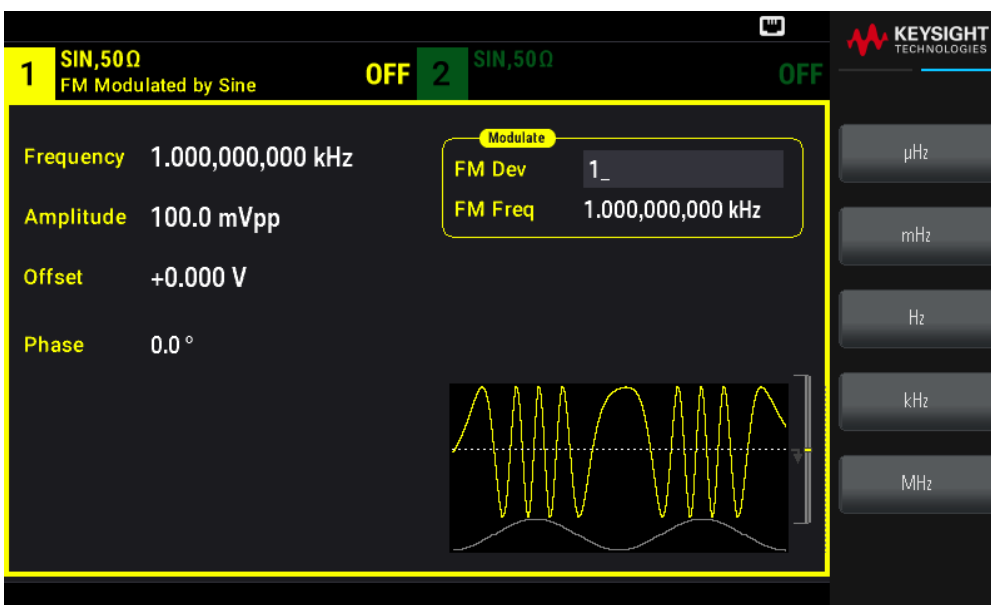 KEYSIGHT
TECHNOLOGIES
1
SIN,50Ω
FM Modulated by Sine
OFF
2
SIN,50Ω
OFF
Frequency 1.000,000,000 kHz
Amplitude 100.0 mVpp
Offset +0.000 V
Phase 0.0 °
Modulate
FM Dev 1_
FM Freq 1.000,000,000 kHz
µHz
mHz
Hz
kHz
MHz